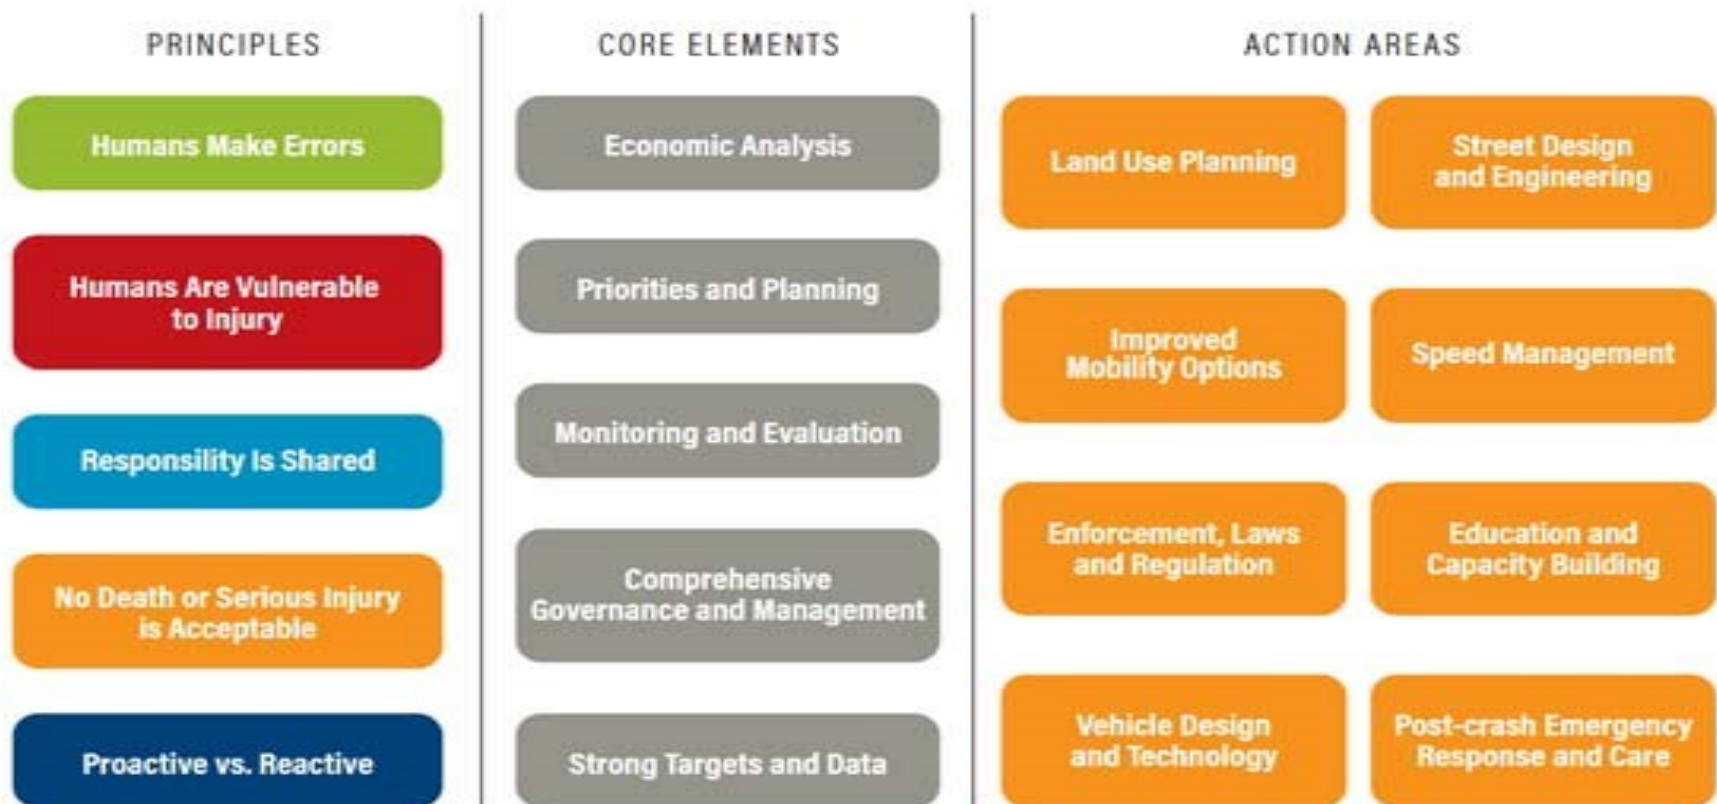 PRINCIPLES
Humans Make Errors
Humans Are Vulnerable
to Injury
Responsility Is Shared
No Death or Serious Injury
is Acceptable
Proactive vs. Reactive
CORE ELEMENTS
Economic Analysis
Priorities and Planning
Monitoring and Evaluation
Comprehensive
Governance and Management
Strong Targets and Data
ACTION AREAS
Land Use Planning
Street Design
and Engineering
Improved
Mobility Options
Speed Management
Enforcement, Laws
and Regulation
Education and
Capacity Building
Vehicle Design
and Technology
Post-crash Emergency
Response and Care